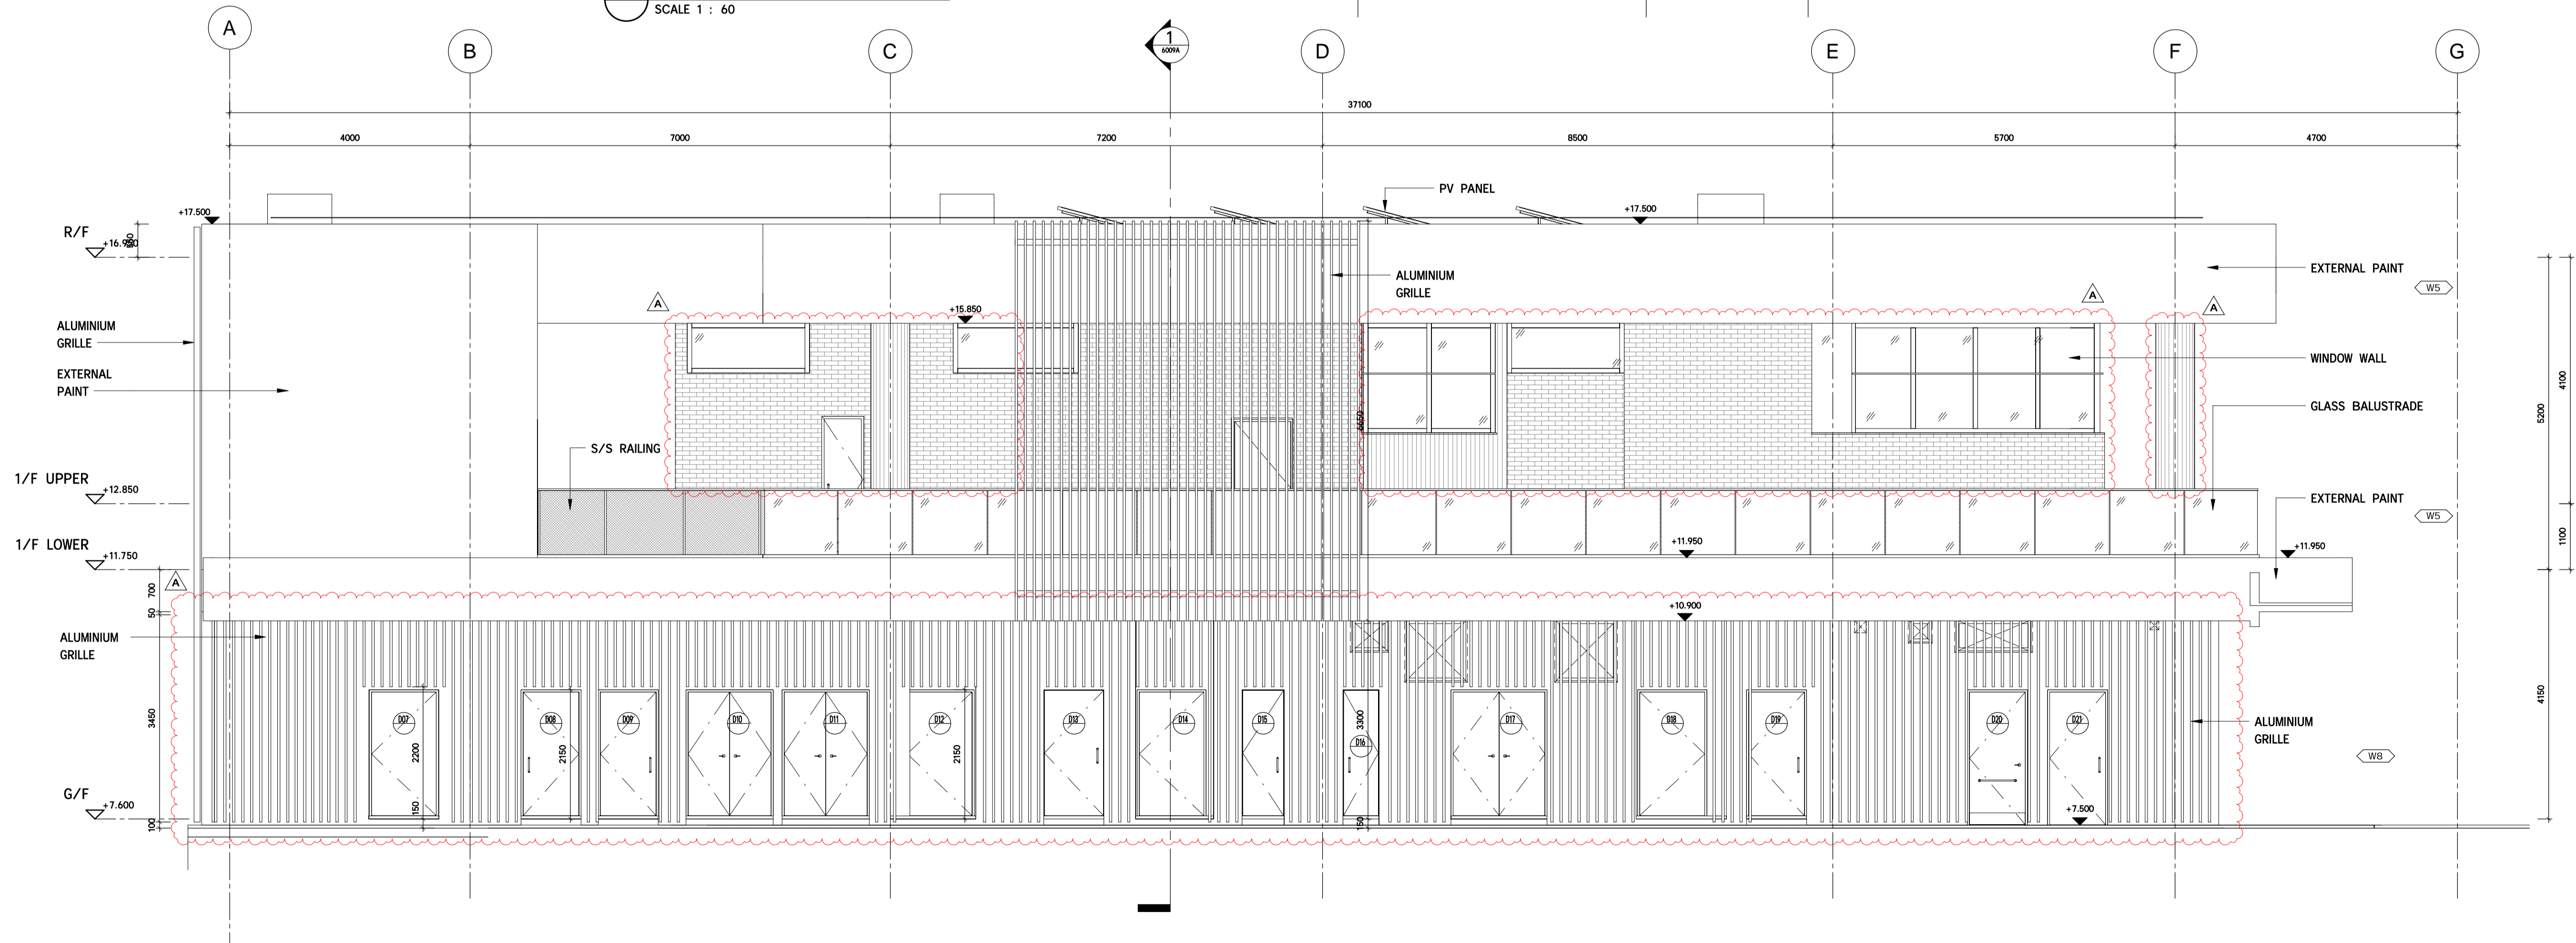 SCALE 1 : 60
A
B
C
1
6009A
D
E
F
G
37100
4000
7000
7200
8500
5700
4700
PV PANEL
+17.500
+17.500
R/F
+16.950
550
ALUMINIUM
GRILLE
EXTERNAL PAINT
W5
A
A
A
+15.850
ALUMINIUM
GRILLE
EXTERNAL
PAINT
WINDOW WALL
4100
5200
GLASS BALUSTRADE
6650
S/S RAILING
1/F UPPER
+12.850
EXTERNAL PAINT
W5
1100
1/F LOWER
+11.750
+11.950
+11.950
A
700
50
+10.900
ALUMINIUM
GRILLE
3450
4150
D07
D08
D09
D10
D11
D12
D13
D14
D15
D16
D17
D18
D19
D20
D21
2200
2150
2150
3300
ALUMINIUM
GRILLE
W8
G/F
+7.600
150
150
100
+7.500